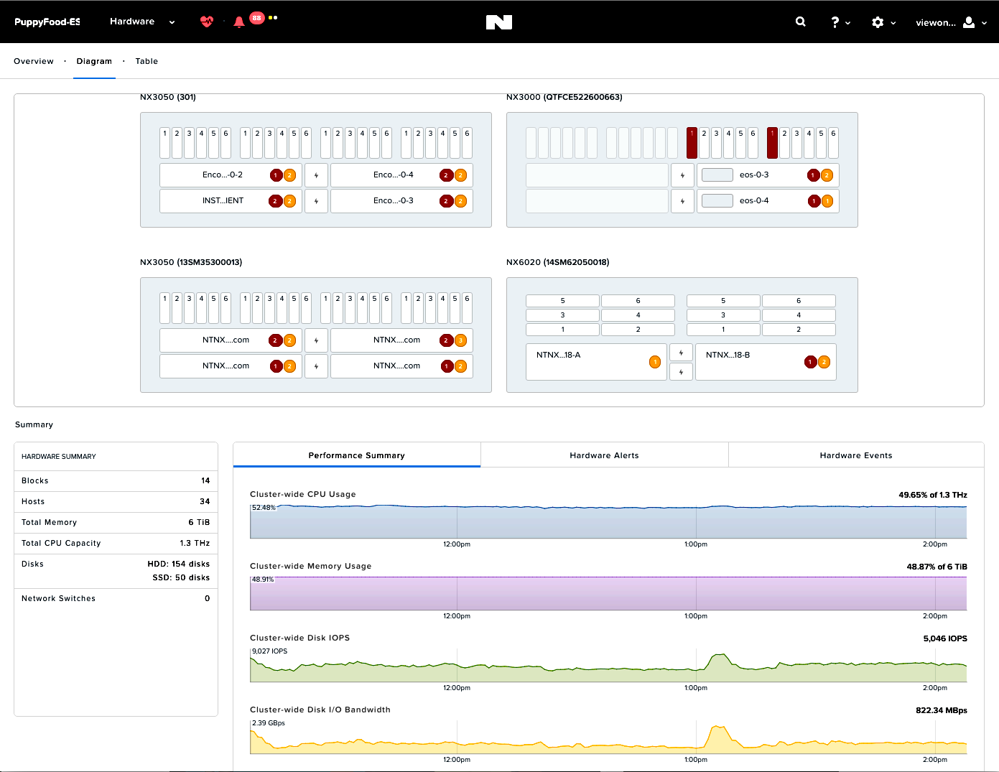 PuppyFood-ES Hardware 88 viewon...
Overview · Diagram · Table
NX3050 (301) NX3000 (QTFCE522600663)
1 2 3 4 5 6 1 2 3 4 5 6 1 2 3 4 5 6 1 2 3 4 5 6 1 2 3 4 5 6 1 2 3 4 5 6
Enco...-0-2 1 2 Enco...-0-4 2 2 eos-0-3 1 2
INST...IENT 2 2 Enco...-0-3 2 2 eos-0-4 1 1
NX3050 (13SM35300013) NX6020 (14SM62050018)
1 2 3 4 5 6 1 2 3 4 5 6 1 2 3 4 5 6 1 2 3 4 5 6
5 6 5 6
3 4 3 4
1 2 1 2
NTNX....com 2 2 NTNX....com 2 3
NTNX....com 1 2 NTNX....com 1 2
NTNX...18-A 1 NTNX...18-B 1 2
Summary
HARDWARE SUMMARY
Blocks 14
Hosts 34
Total Memory 6 TiB
Total CPU Capacity 1.3 THz
Disks HDD: 154 disks
SSD: 50 disks
Network Switches 0
Performance Summary Hardware Alerts Hardware Events
Cluster-wide CPU Usage 49.65% of 1.3 THz
52.48%
12:00pm 1:00pm 2:00pm
Cluster-wide Memory Usage 48.87% of 6 TiB
48.91%
12:00pm 1:00pm 2:00pm
Cluster-wide Disk IOPS 5,046 IOPS
9,027 IOPS
12:00pm 1:00pm 2:00pm
Cluster-wide Disk I/O Bandwidth 822.34 MBps
2.39 GBps
12:00pm 1:00pm 2:00pm